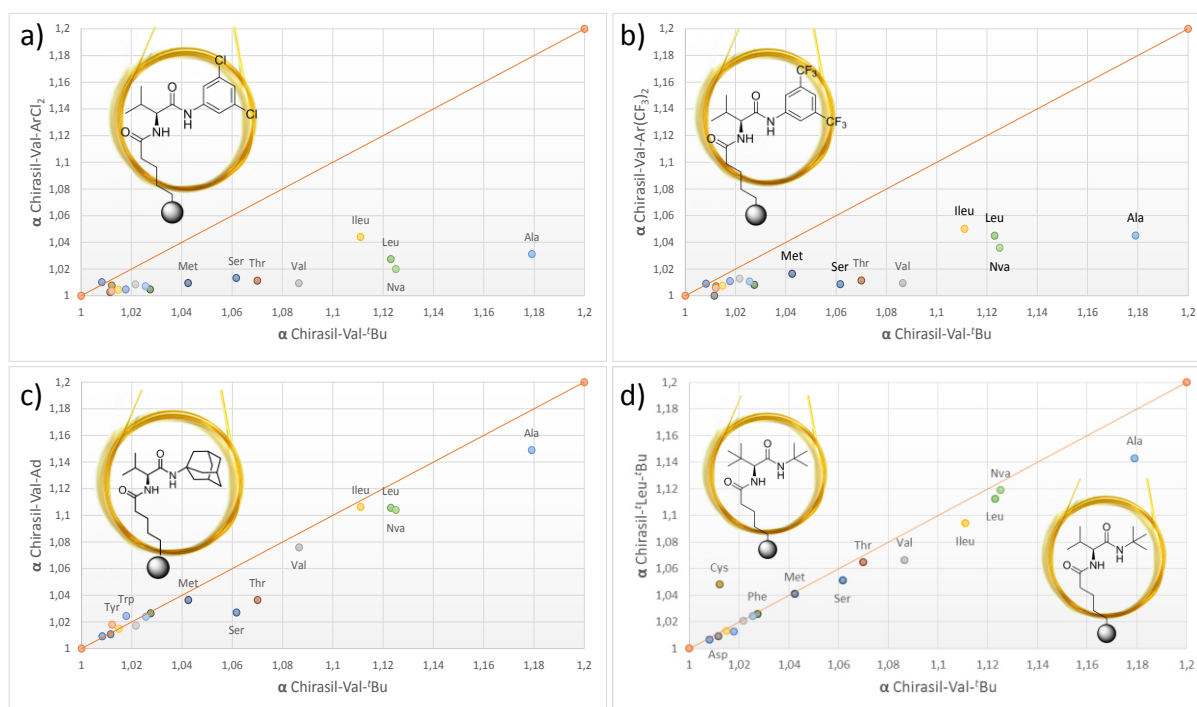 a)
α Chirasil-Val-ArCl2
1,2
1,18
1,16
1,14
1,12
1,1
1,08
1,06
1,04
1,02
1
Cl
O
N
H
Cl
NH
O
Ileu
Leu
Ala
Met
Ser
Thr
Val
Nva
1 1,02 1,04 1,06 1,08 1,1 1,12 1,14 1,16 1,18 1,2
α Chirasil-Val-tBu
b)
α Chirasil-Val-Ar(CF3)2
1,2
1,18
1,16
1,14
1,12
1,1
1,08
1,06
1,04
1,02
1
CF3
O
N
H
CF3
NH
O
Ileu
Leu
Ala
Met
Ser
Thr
Val
Nva
1 1,02 1,04 1,06 1,08 1,1 1,12 1,14 1,16 1,18 1,2
α Chirasil-Val-tBu
c)
α Chirasil-Val-Ad
1,2
1,18
1,16
1,14
1,12
1,1
1,08
1,06
1,04
1,02
1
O
N
H
NH
O
Ala
Ileu
Leu
Nva
Val
Met
Thr
Trp
Tyr
Ser
1 1,02 1,04 1,06 1,08 1,1 1,12 1,14 1,16 1,18 1,2
α Chirasil-Val-tBu
d)
α Chirasil-tLeu-tBu
1,2
1,18
1,16
1,14
1,12
1,1
1,08
1,06
1,04
1,02
1
O
N
H
NH
O
Ala
Nva
Leu
Ileu
Thr
Val
Cys
Met
Phe
Ser
Asp
O
N
H
NH
O
1 1,02 1,04 1,06 1,08 1,1 1,12 1,14 1,16 1,18 1,2
α Chirasil-Val-tBu